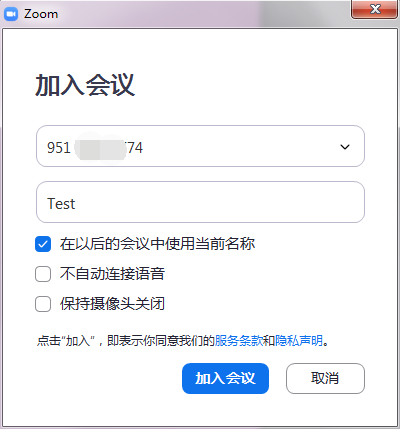 Zoom
加入会议
951 74
Test
在以后的会议中使用当前名称
不自动连接语音
保持摄像头关闭
点击“加入”，即表示你同意我们的服务条款和隐私声明。
加入会议
取消